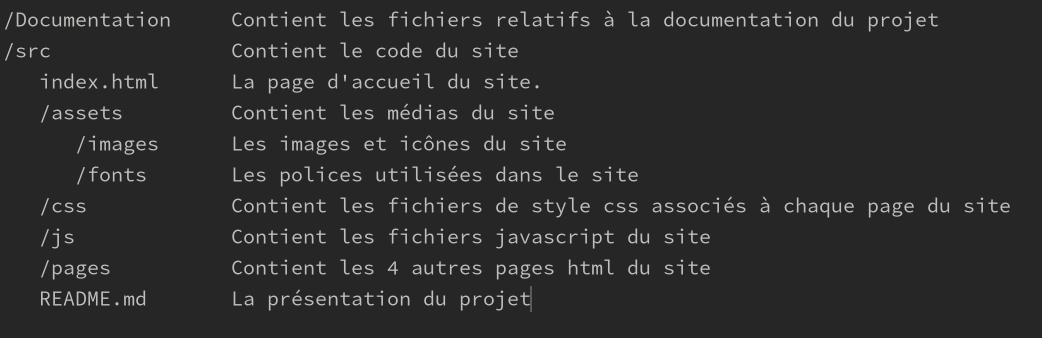 /Documentation     Contient les fichiers relatifs à la documentation du projet
/src               Contient le code du site
   index.html      La page d'accueil du site.
   /assets         Contient les médias du site
      /images      Les images et icônes du site
      /fonts       Les polices utilisées dans le site
   /css            Contient les fichiers de style css associés à chaque page du site
   /js             Contient les fichiers javascript du site
   /pages          Contient les 4 autres pages html du site
   README.md       La présentation du projet